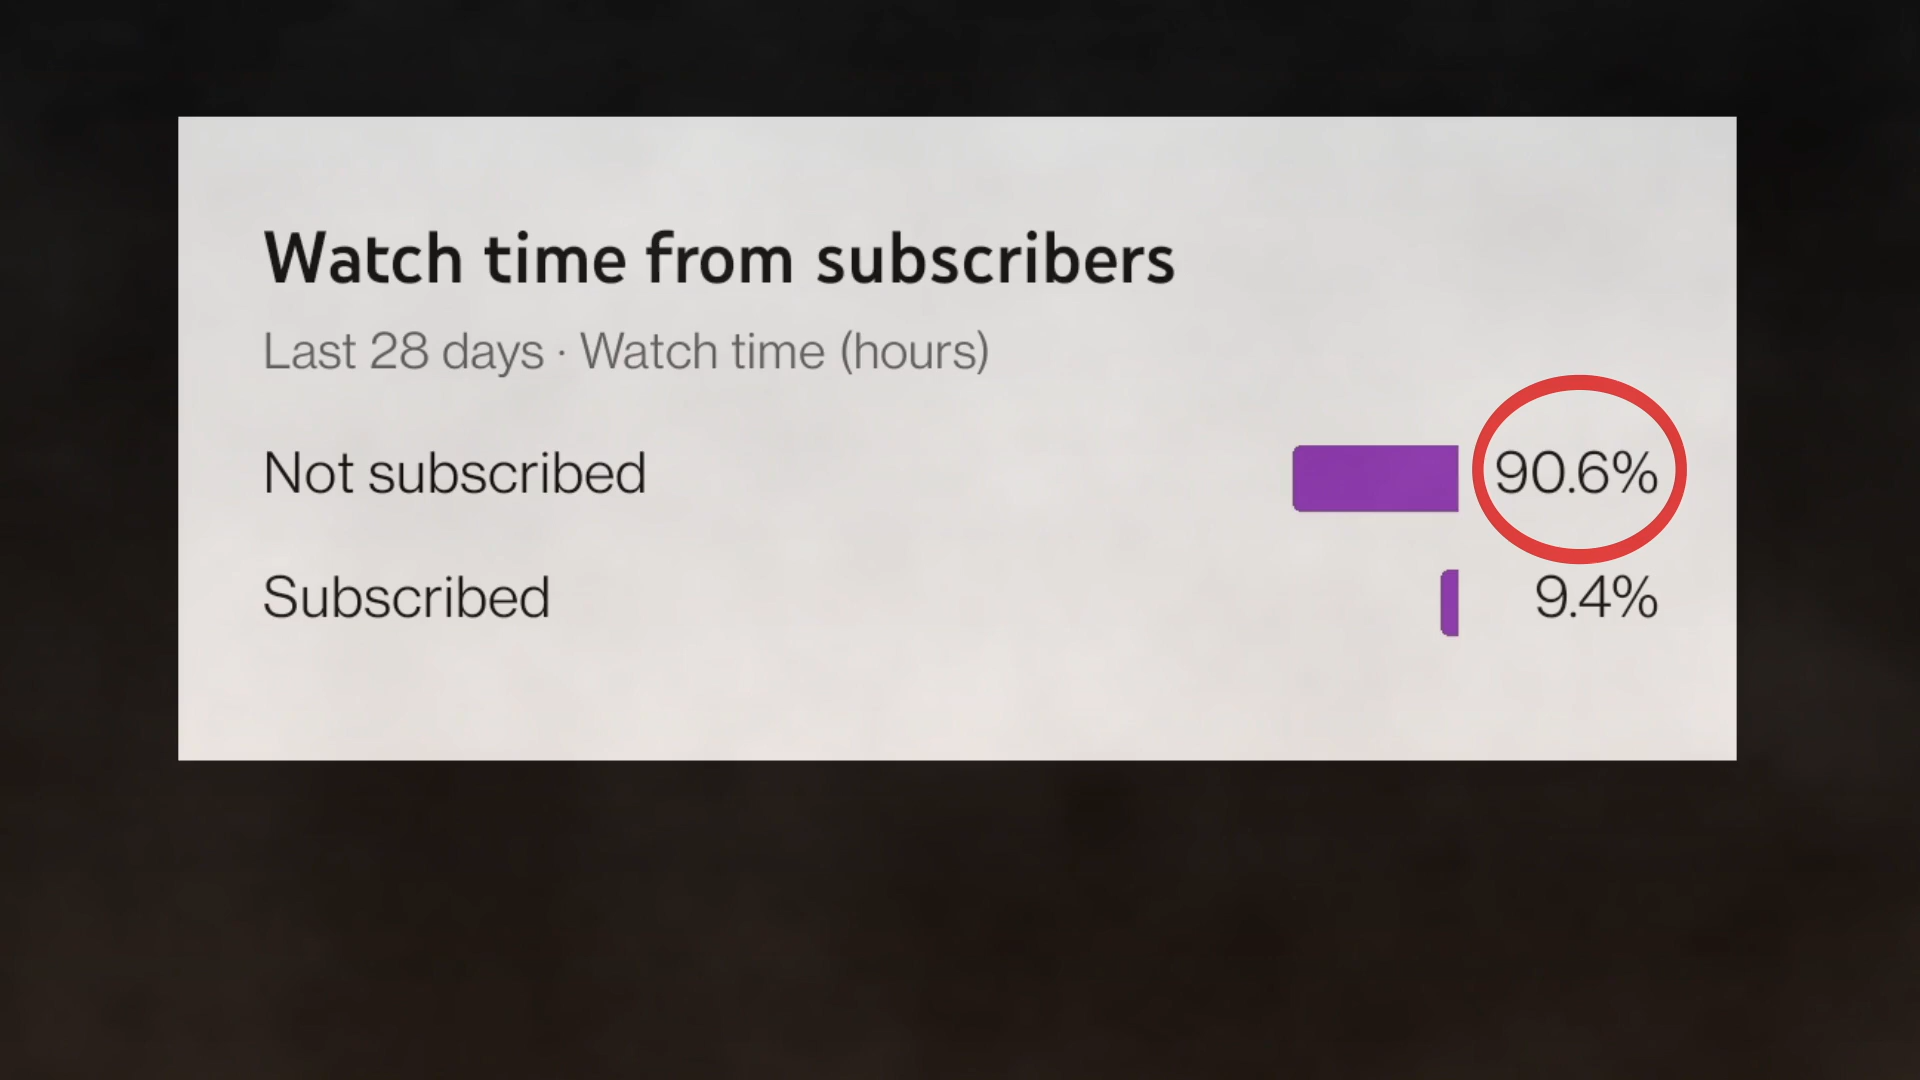 Watch time from subscribers
Last 28 days · Watch time (hours)
Not subscribed 90.6%
Subscribed 9.4%